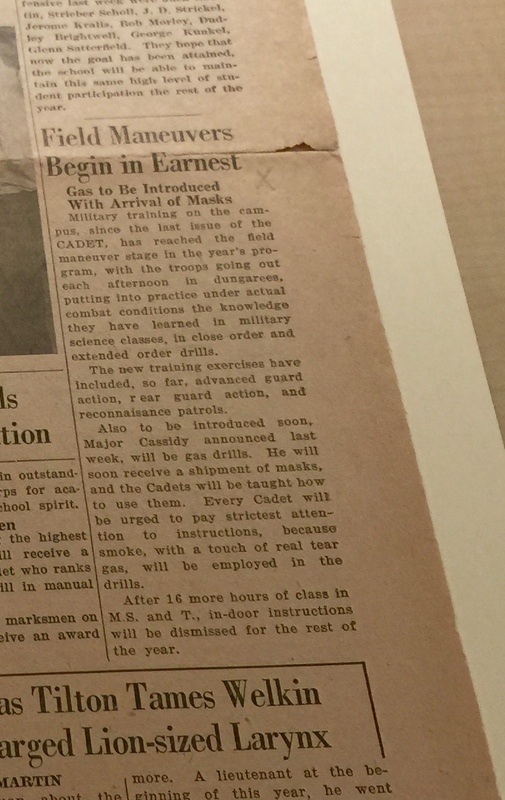 tin, Strieber Scholl, J. D. Strickel,
Jerome Kralis, Bob Morley, Dud-
ley Brightwell, George Kunkel,
Glenn Satterfield. They hope that
now the goal has been attained,
the school will be able to main-
tain this same high level of stu-
dent participation the rest of the
year.
Field Maneuvers
Begin in Earnest
Gas to Be Introduced
With Arrival of Masks
Military training on the cam-
pus, since the last issue of the
CADET, has reached the field
maneuver stage in the year's pro-
gram, with the troops going out
each afternoon in dungarees,
putting into practice under actual
combat conditions the knowledge
they have learned in military
science classes, in close order and
extended order drills.
The new training exercises have
included, so far, advanced guard
action, r ear guard action, and
reconnaisance patrols.
Also to be introduced soon,
Major Cassidy announced last
week, will be gas drills. He will
soon receive a shipment of masks,
and the Cadets will be taught how
to use them. Every Cadet will
be urged to pay strictest atten-
tion to instructions, because
smoke, with a touch of real tear
gas, will be employed in the
drills.
After 16 more hours of class in
M.S. and T., in-door instructions
will be dismissed for the rest of
the year.
ds
tion
in outstand-
rps for aca-
chool spirit.
en
the highest
ill receive a
let who ranks
ill in manual
marksmen on
eive an award
as Tilton Tames Welkin
arged Lion-sized Larynx
MARTIN
about the
more. A lieutenant at the be-
ginning of this year, he went